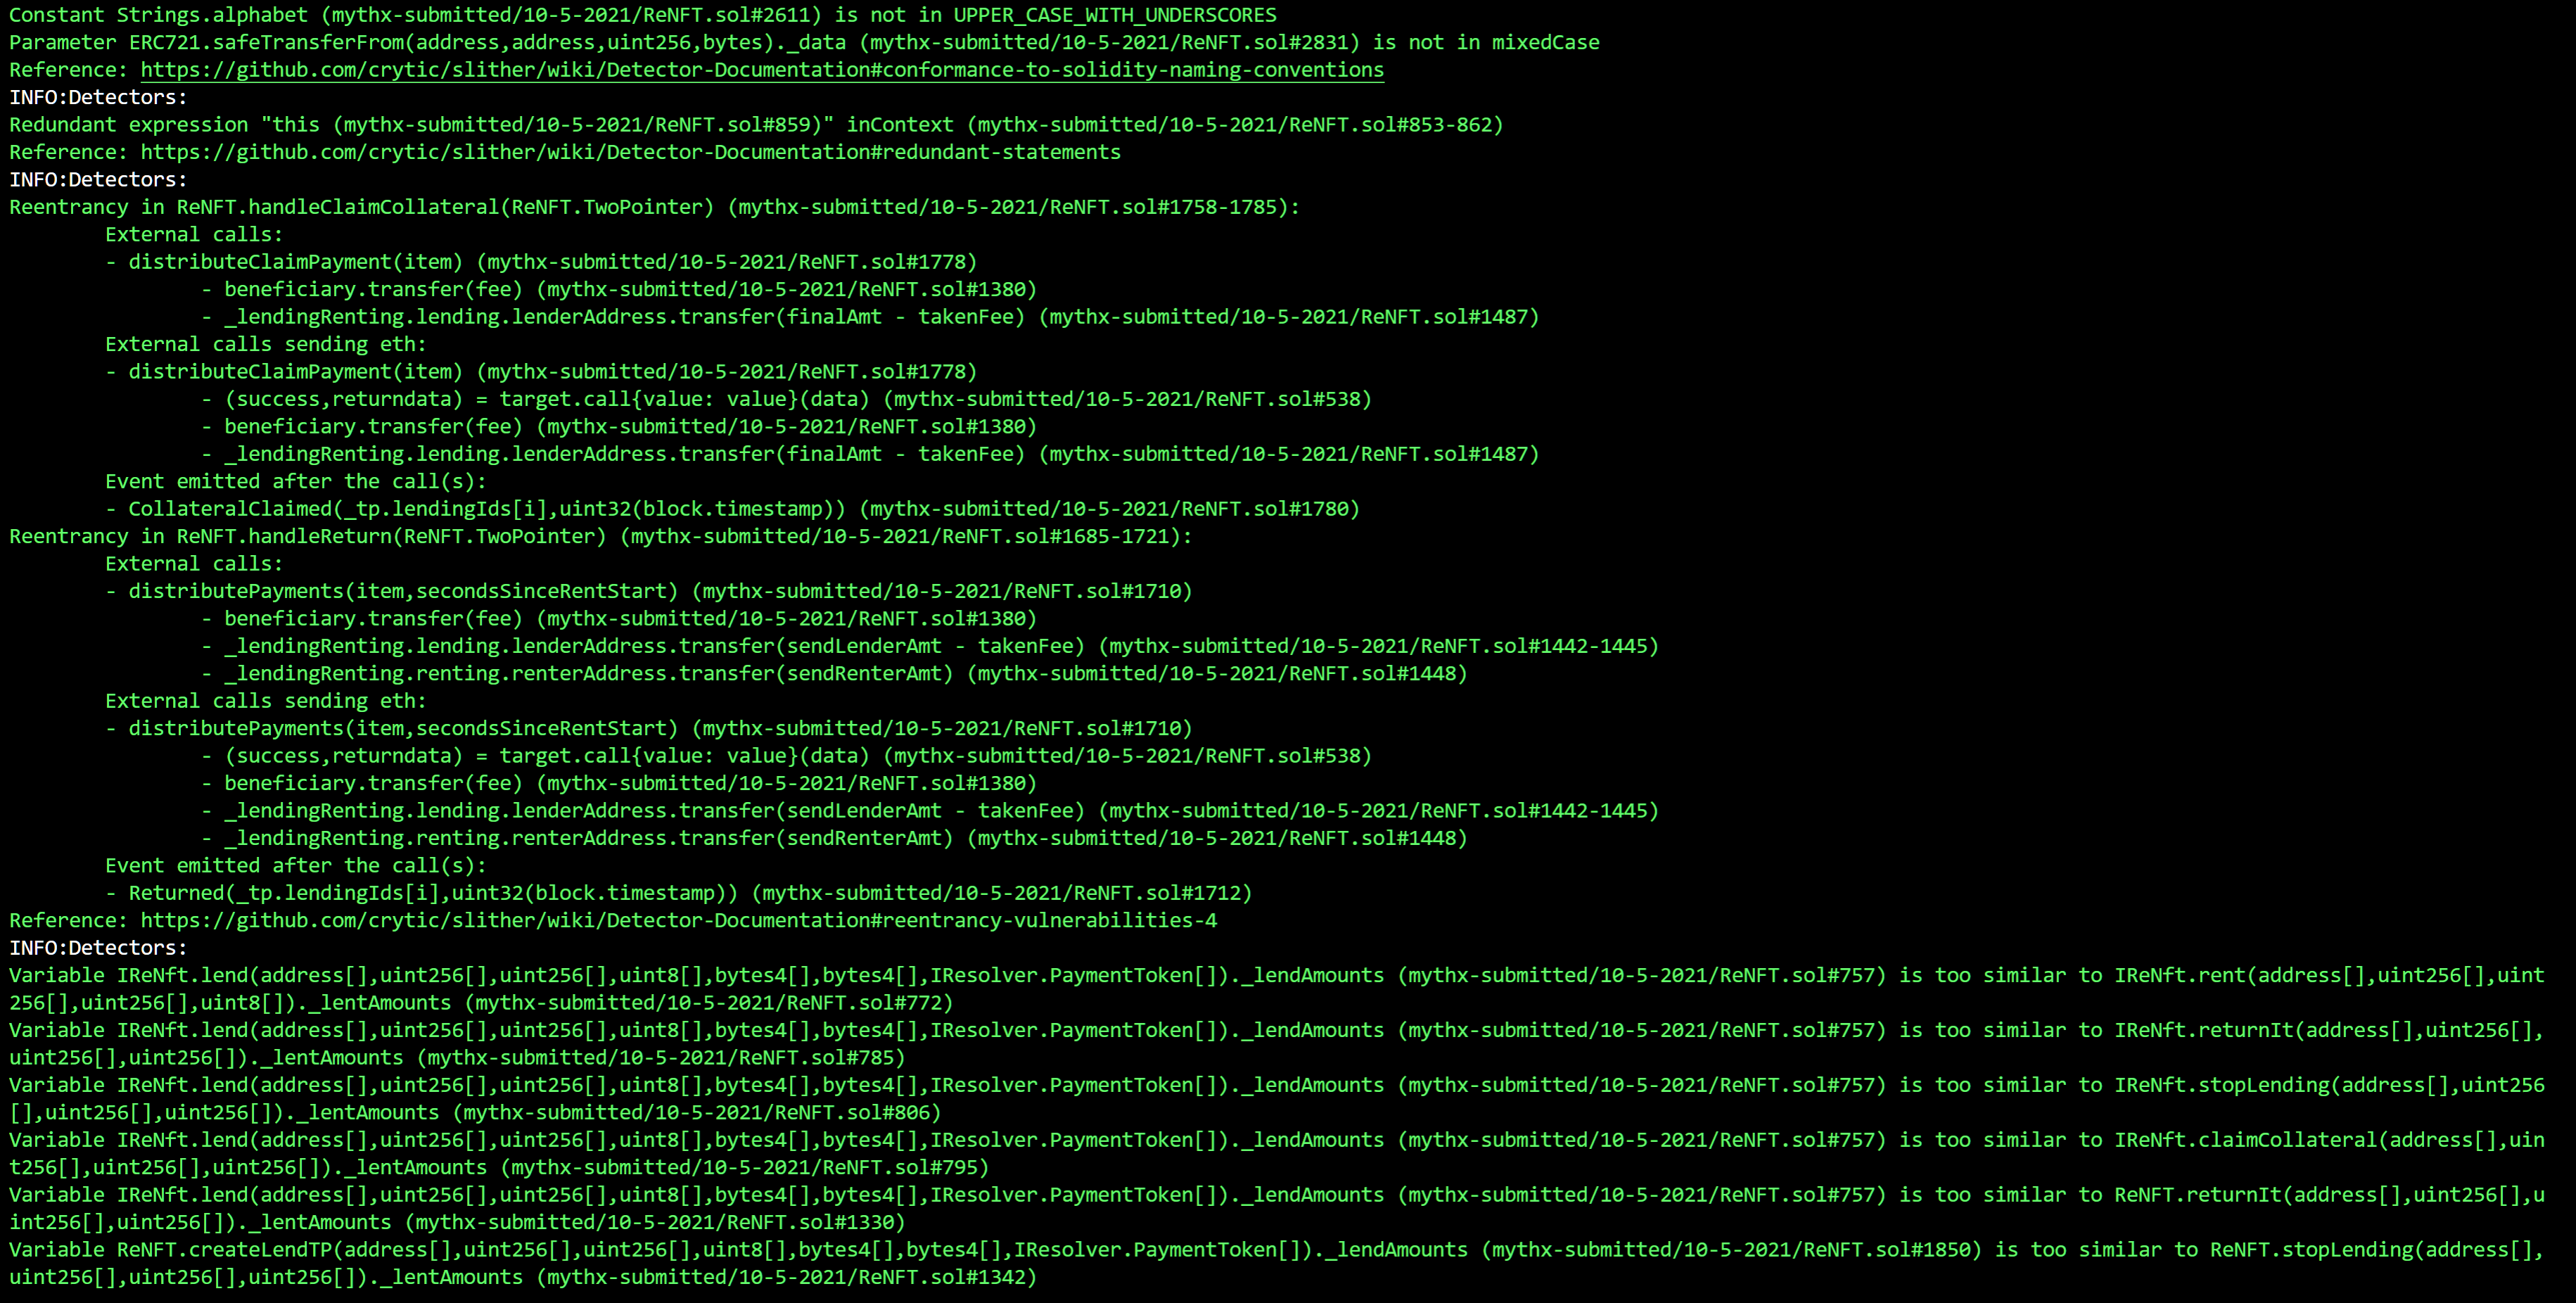 Constant Strings.alphabet (mythx-submitted/10-5-2021/ReNFT.sol#2611) is not in UPPER_CASE_WITH_UNDERSCORES
Parameter ERC721.safeTransferFrom(address,address,uint256,bytes)._data (mythx-submitted/10-5-2021/ReNFT.sol#2831) is not in mixedCase
Reference: https://github.com/crytic/slither/wiki/Detector-Documentation#conformance-to-solidity-naming-conventions
INFO:Detectors:
Redundant expression "this (mythx-submitted/10-5-2021/ReNFT.sol#859)" inContext (mythx-submitted/10-5-2021/ReNFT.sol#853-862)
Reference: https://github.com/crytic/slither/wiki/Detector-Documentation#redundant-statements
INFO:Detectors:
Reentrancy in ReNFT.handleClaimCollateral(ReNFT.TwoPointer) (mythx-submitted/10-5-2021/ReNFT.sol#1758-1785):
External calls:
- distributeClaimPayment(item) (mythx-submitted/10-5-2021/ReNFT.sol#1778)
- beneficiary.transfer(fee) (mythx-submitted/10-5-2021/ReNFT.sol#1380)
- _lendingRenting.lending.lenderAddress.transfer(finalAmt - takenFee) (mythx-submitted/10-5-2021/ReNFT.sol#1487)
External calls sending eth:
- distributeClaimPayment(item) (mythx-submitted/10-5-2021/ReNFT.sol#1778)
- (success,returndata) = target.call{value: value}(data) (mythx-submitted/10-5-2021/ReNFT.sol#538)
- beneficiary.transfer(fee) (mythx-submitted/10-5-2021/ReNFT.sol#1380)
- _lendingRenting.lending.lenderAddress.transfer(finalAmt - takenFee) (mythx-submitted/10-5-2021/ReNFT.sol#1487)
Event emitted after the call(s):
- CollateralClaimed(_tp.lendingIds[i],uint32(block.timestamp)) (mythx-submitted/10-5-2021/ReNFT.sol#1780)
Reentrancy in ReNFT.handleReturn(ReNFT.TwoPointer) (mythx-submitted/10-5-2021/ReNFT.sol#1685-1721):
External calls:
- distributePayments(item,secondsSinceRentStart) (mythx-submitted/10-5-2021/ReNFT.sol#1710)
- beneficiary.transfer(fee) (mythx-submitted/10-5-2021/ReNFT.sol#1380)
- _lendingRenting.lending.lenderAddress.transfer(sendLenderAmt - takenFee) (mythx-submitted/10-5-2021/ReNFT.sol#1442-1445)
- _lendingRenting.renting.renterAddress.transfer(sendRenterAmt) (mythx-submitted/10-5-2021/ReNFT.sol#1448)
External calls sending eth:
- distributePayments(item,secondsSinceRentStart) (mythx-submitted/10-5-2021/ReNFT.sol#1710)
- (success,returndata) = target.call{value: value}(data) (mythx-submitted/10-5-2021/ReNFT.sol#538)
- beneficiary.transfer(fee) (mythx-submitted/10-5-2021/ReNFT.sol#1380)
- _lendingRenting.lending.lenderAddress.transfer(sendLenderAmt - takenFee) (mythx-submitted/10-5-2021/ReNFT.sol#1442-1445)
- _lendingRenting.renting.renterAddress.transfer(sendRenterAmt) (mythx-submitted/10-5-2021/ReNFT.sol#1448)
Event emitted after the call(s):
- Returned(_tp.lendingIds[i],uint32(block.timestamp)) (mythx-submitted/10-5-2021/ReNFT.sol#1712)
Reference: https://github.com/crytic/slither/wiki/Detector-Documentation#reentrancy-vulnerabilities-4
INFO:Detectors:
Variable IReNft.lend(address[],uint256[],uint256[],uint8[],bytes4[],bytes4[],IResolver.PaymentToken[])._lendAmounts (mythx-submitted/10-5-2021/ReNFT.sol#757) is too similar to IReNft.rent(address[],uint256[],uint
256[],uint256[],uint8[])._lentAmounts (mythx-submitted/10-5-2021/ReNFT.sol#772)
Variable IReNft.lend(address[],uint256[],uint256[],uint8[],bytes4[],bytes4[],IResolver.PaymentToken[])._lendAmounts (mythx-submitted/10-5-2021/ReNFT.sol#757) is too similar to IReNft.returnIt(address[],uint256[],
uint256[],uint256[])._lentAmounts (mythx-submitted/10-5-2021/ReNFT.sol#785)
Variable IReNft.lend(address[],uint256[],uint256[],uint8[],bytes4[],bytes4[],IResolver.PaymentToken[])._lendAmounts (mythx-submitted/10-5-2021/ReNFT.sol#757) is too similar to IReNft.stopLending(address[],uint256
[],uint256[],uint256[])._lentAmounts (mythx-submitted/10-5-2021/ReNFT.sol#806)
Variable IReNft.lend(address[],uint256[],uint256[],uint8[],bytes4[],bytes4[],IResolver.PaymentToken[])._lendAmounts (mythx-submitted/10-5-2021/ReNFT.sol#757) is too similar to IReNft.claimCollateral(address[],uin
t256[],uint256[],uint256[])._lentAmounts (mythx-submitted/10-5-2021/ReNFT.sol#795)
Variable IReNft.lend(address[],uint256[],uint256[],uint8[],bytes4[],bytes4[],IResolver.PaymentToken[])._lendAmounts (mythx-submitted/10-5-2021/ReNFT.sol#757) is too similar to ReNFT.returnIt(address[],uint256[],u
int256[],uint256[])._lentAmounts (mythx-submitted/10-5-2021/ReNFT.sol#1330)
Variable ReNFT.createLendTP(address[],uint256[],uint256[],uint8[],bytes4[],bytes4[],IResolver.PaymentToken[])._lendAmounts (mythx-submitted/10-5-2021/ReNFT.sol#1850) is too similar to ReNFT.stopLending(address[],
uint256[],uint256[],uint256[])._lentAmounts (mythx-submitted/10-5-2021/ReNFT.sol#1342)